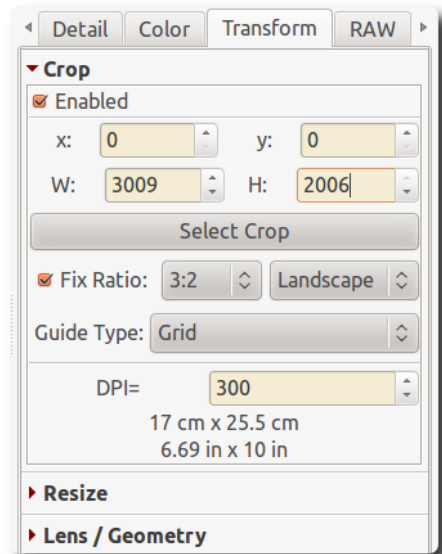 Detail Color Transform RAW
Crop
Enabled
x: 0 y: 0
W: 3009 H: 2006
Select Crop
Fix Ratio: 3:2 Landscape
Guide Type: Grid
DPI= 300
17 cm x 25.5 cm
6.69 in x 10 in
Resize
Lens / Geometry